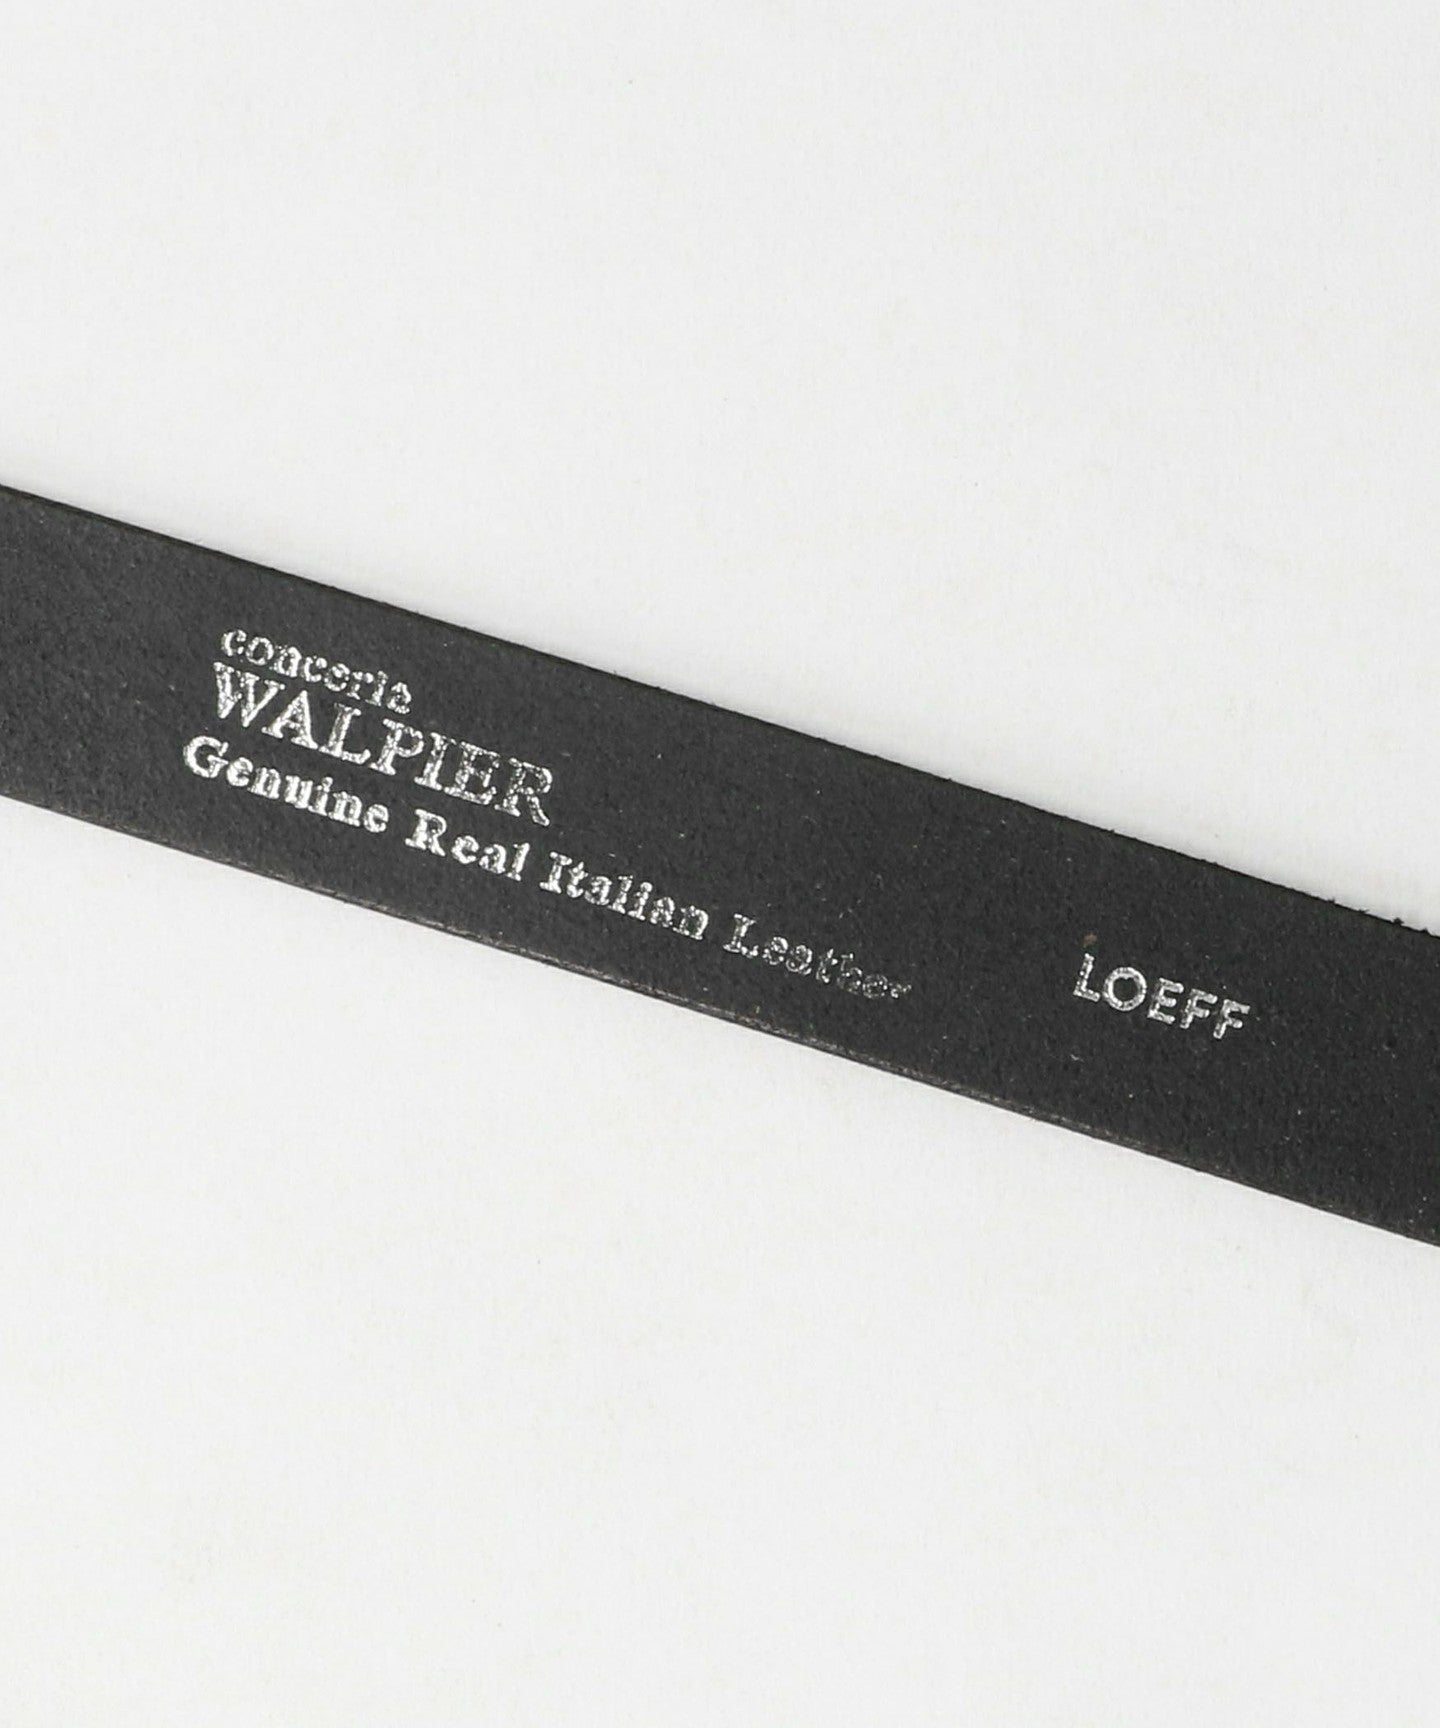 conceria
WALPIER
Genuine Real Italian Leather
LOEFF